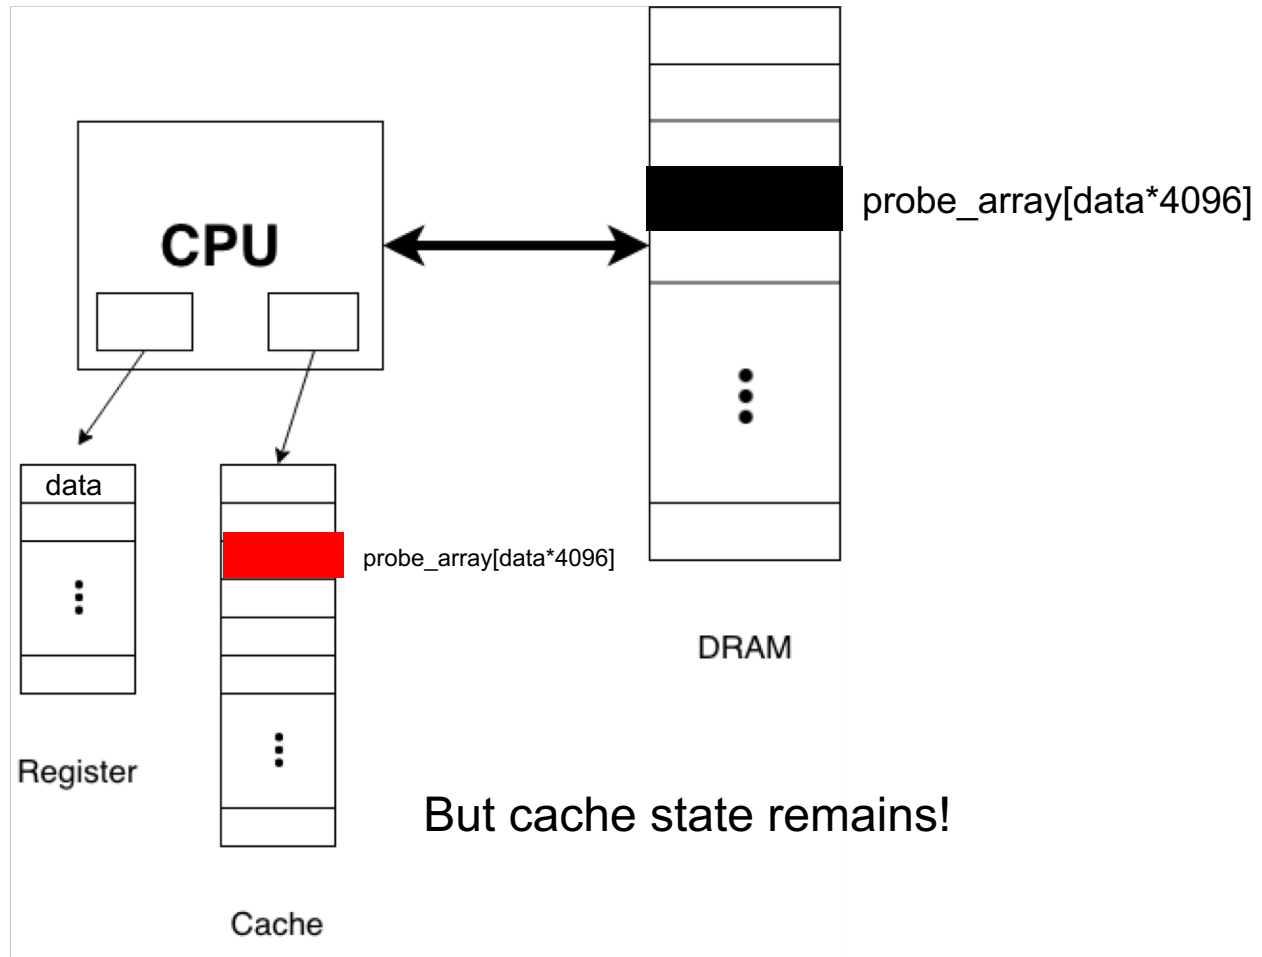 probe_array[data*4096]
CPU
data
probe_array[data*4096]
DRAM
Register
But cache state remains!
Cache